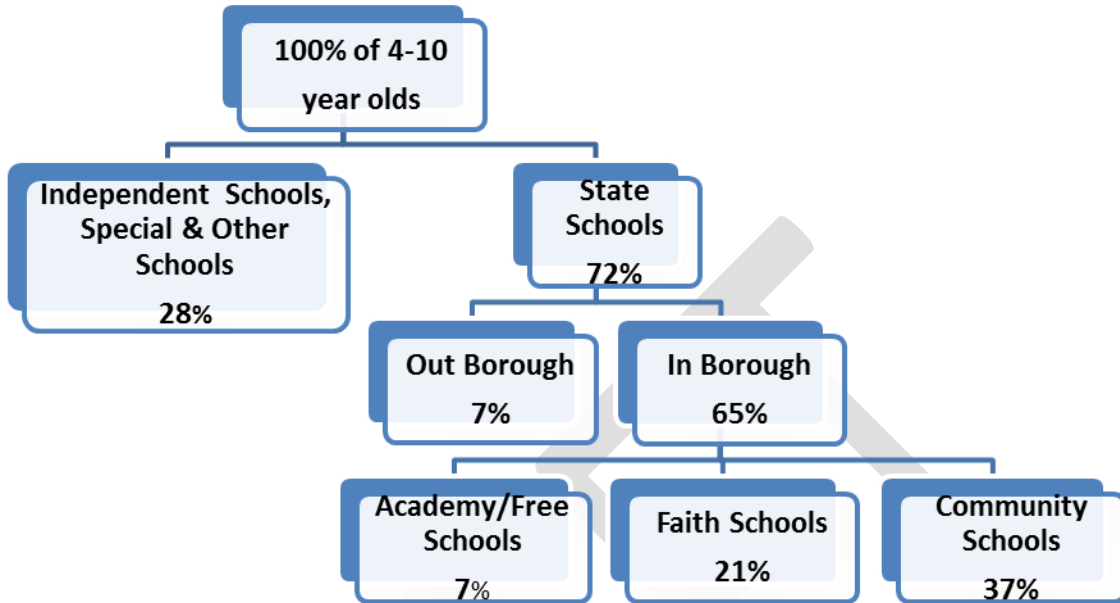 100% of 4-10
year olds
Independent Schools,
Special & Other
Schools
28%
State
Schools
72%
Out Borough
7%
In Borough
65%
Academy/Free
Schools
7%
Faith Schools
21%
Community
Schools
37%